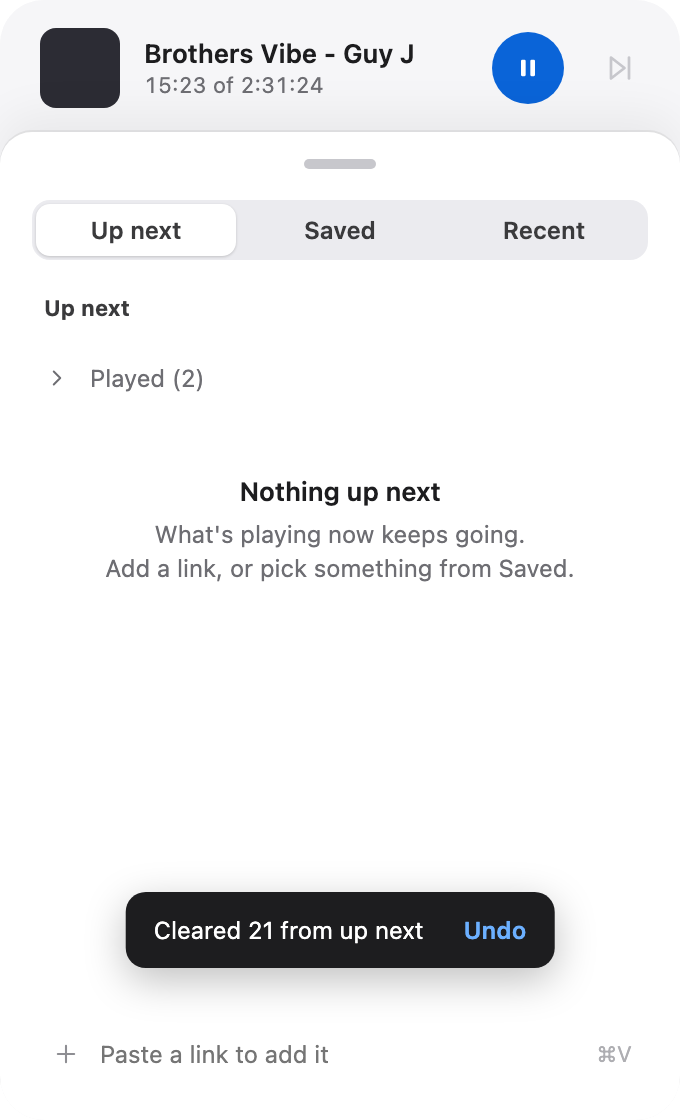 Brothers Vibe - Guy J
15:23 of 2:31:24
Up next
Saved
Recent
Up next
Played (2)
Nothing up next
What's playing now keeps going.
Add a link, or pick something from Saved.
Cleared 21 from up next
Undo
Paste a link to add it
⌘V